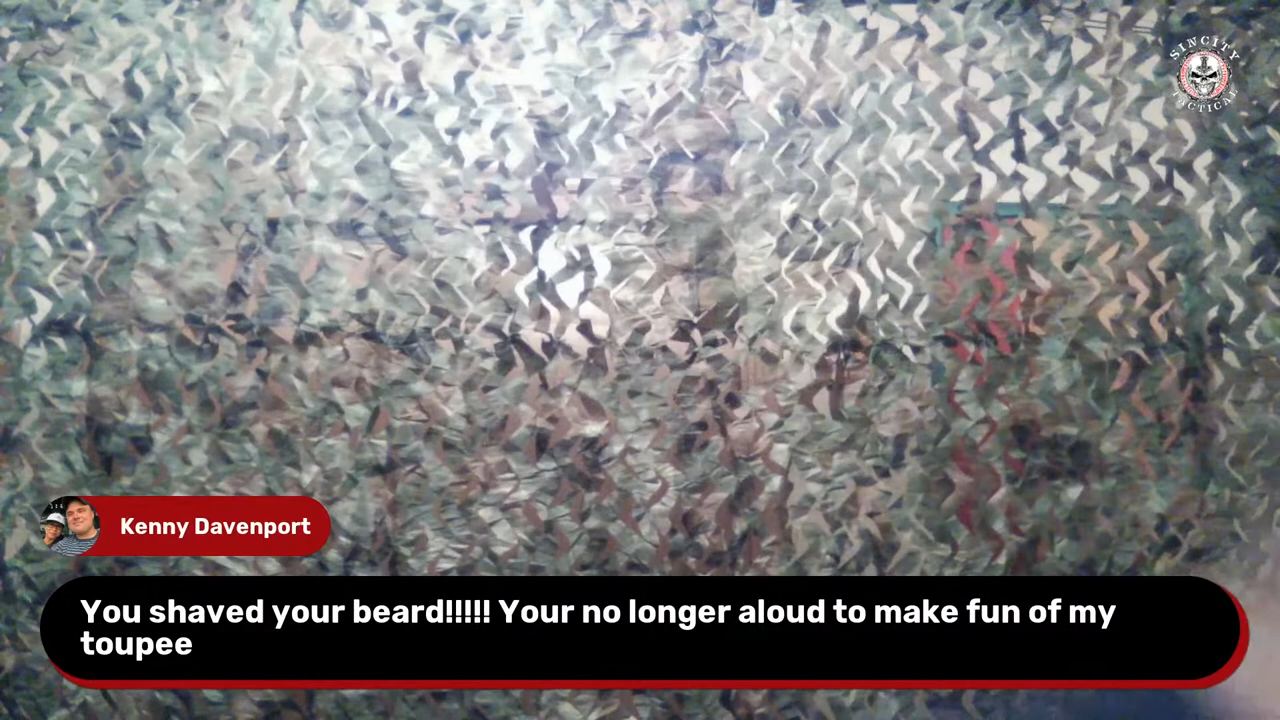 SINCITY
TACTICAL
Kenny Davenport
You shaved your beard!!!!! Your no longer aloud to make fun of my
toupee